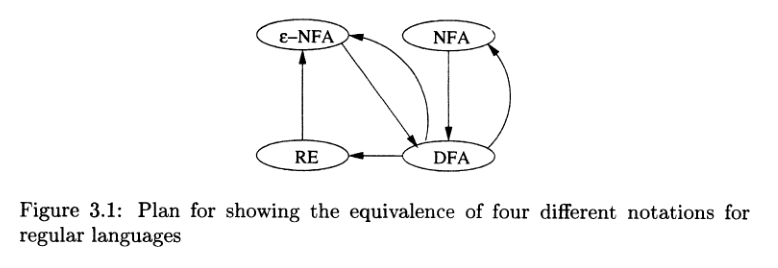 ε–NFA NFA
RE DFA
Figure 3.1: Plan for showing the equivalence of four different notations for
regular languages